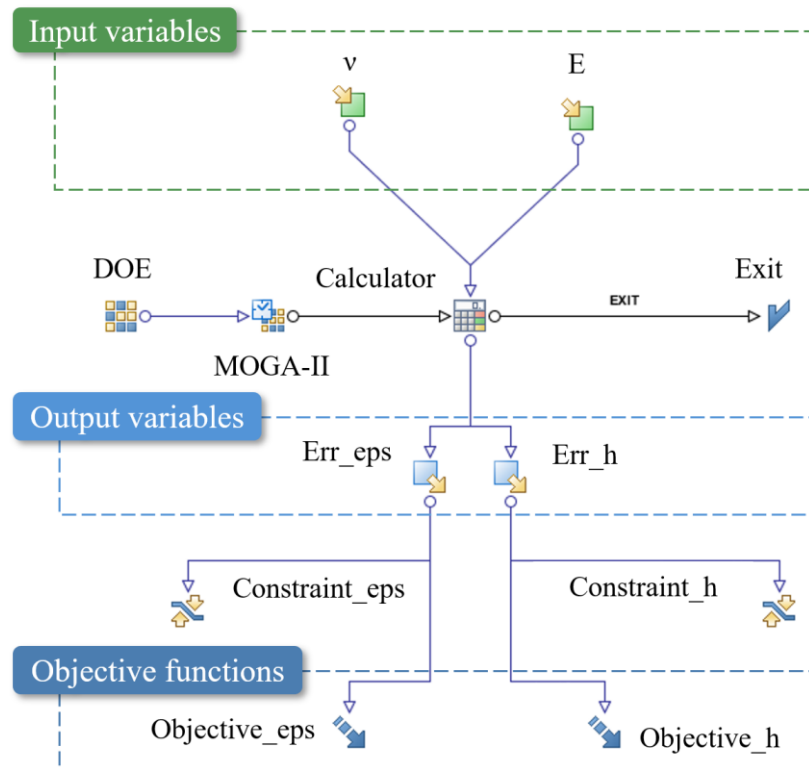 Input variables
ν
E
DOE
Calculator
Exit
EXIT
MOGA-II
Output variables
Err_eps
Err_h
Constraint_eps
Constraint_h
Objective functions
Objective_eps
Objective_h